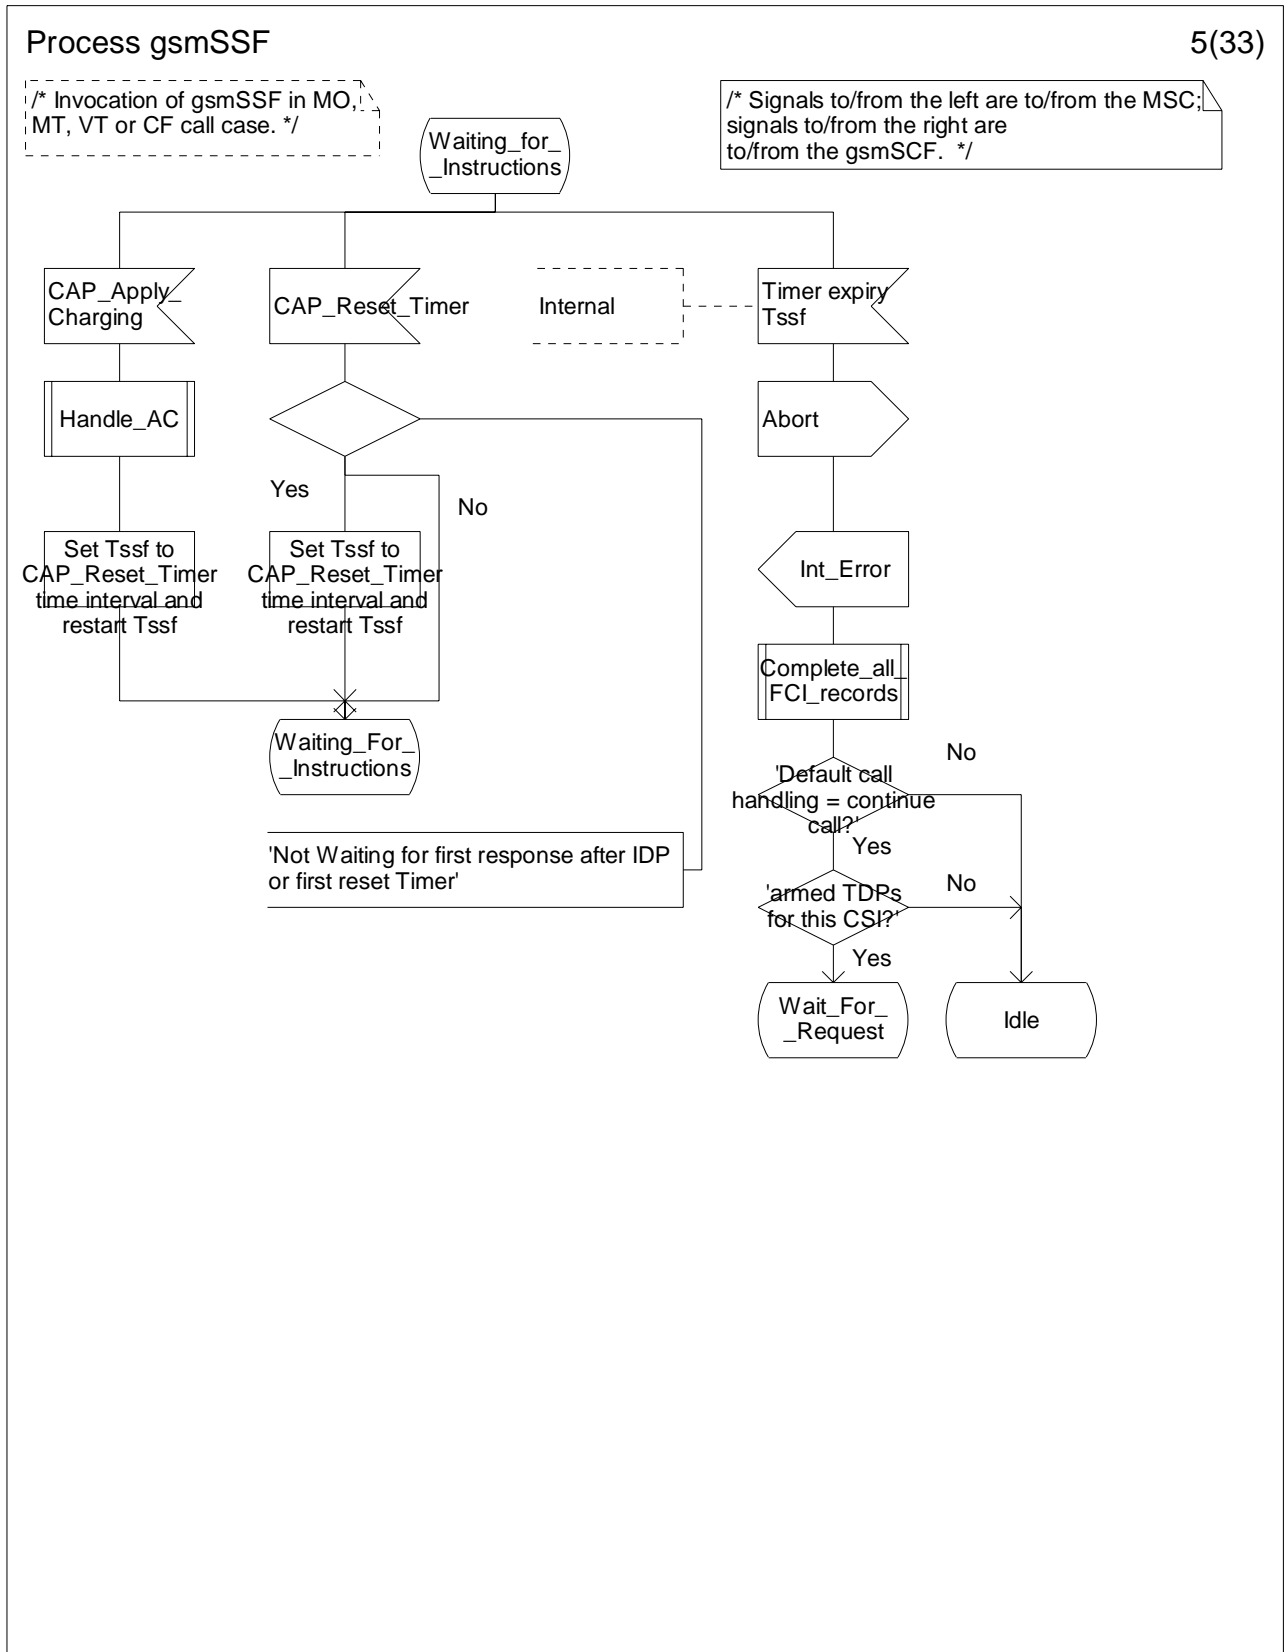 Process gsmSSF
5(33)
/* Invocation of gsmSSF in MO,
MT, VT or CF call case. */
/* Signals to/from the left are to/from the MSC;
signals to/from the right are
to/from the gsmSCF.  */
Waiting_for_
_Instructions
CAP_Apply_
Charging
CAP_Reset_Timer
Internal
Timer expiry
Tssf
Handle_AC
Abort
Yes
No
Set Tssf to
CAP_Reset_Timer
time interval and
restart Tssf
Set Tssf to
CAP_Reset_Timer
time interval and
restart Tssf
Int_Error
Complete_all_
FCI_records
Waiting_For_
_Instructions
No
'Default call
handling = continue
call?'
Yes
'Not Waiting for first response after IDP
or first reset Timer'
'armed TDPs
for this CSI?'
No
Yes
Wait_For_
_Request
Idle